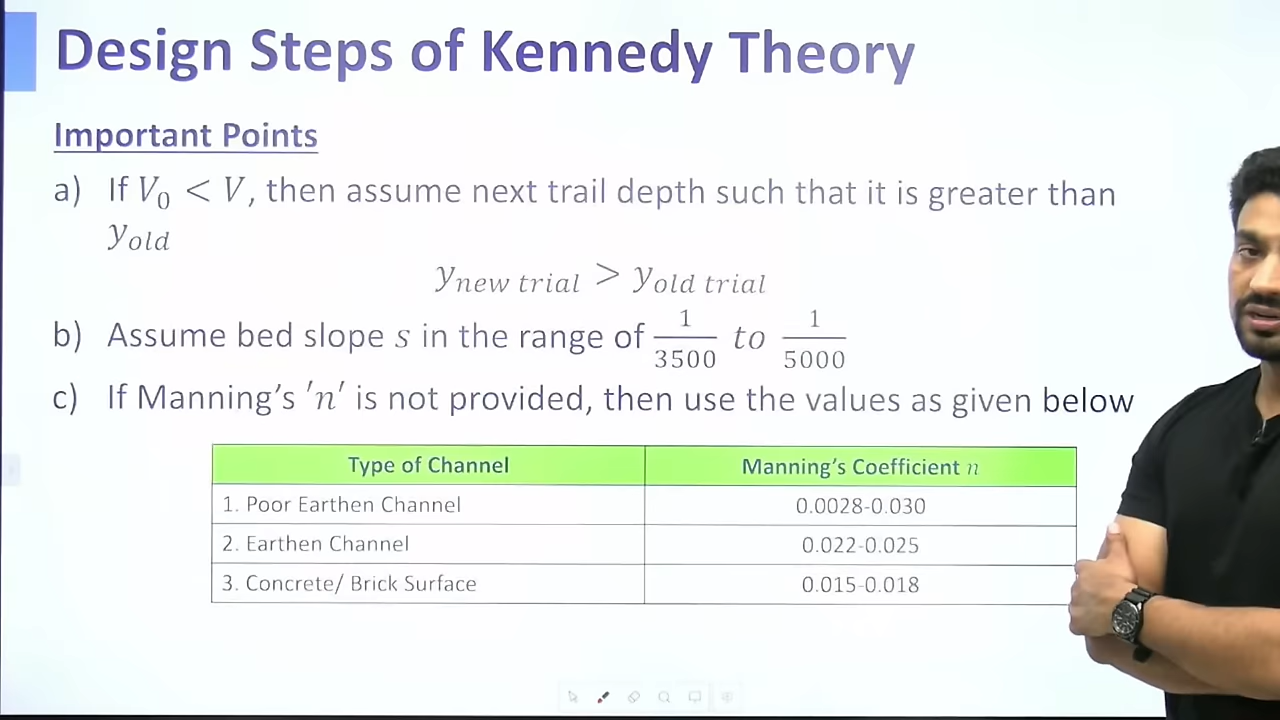 Design Steps of Kennedy Theory
Important Points
a) If V₀ < V, then assume next trail depth such that it is greater than
y_old
y_new trial > y_old trial
b) Assume bed slope s in the range of 1/3500 to 1/5000
c) If Manning's 'n' is not provided, then use the values as given below
Type of Channel Manning's Coefficient n
1. Poor Earthen Channel 0.0028-0.030
2. Earthen Channel 0.022-0.025
3. Concrete/ Brick Surface 0.015-0.018